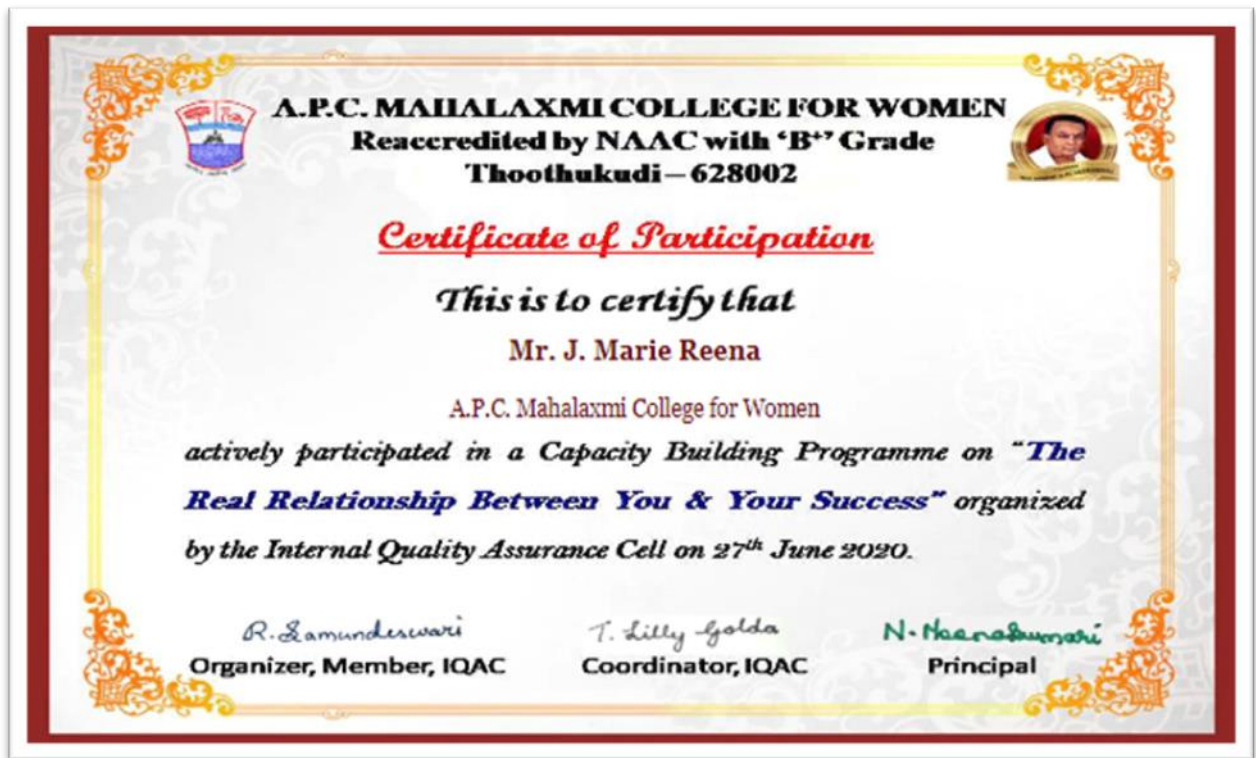 A.P.C. MAHALAXMI COLLEGE FOR WOMEN
Reaccredited by NAAC with ‘B⁺’ Grade
Thoothukudi – 628002
Certificate of Participation
This is to certify that
Mr. J. Marie Reena
A.P.C. Mahalaxmi College for Women
actively participated in a Capacity Building Programme on “The
Real Relationship Between You & Your Success” organized
by the Internal Quality Assurance Cell on 27th June 2020.
R. Samundeswari T. Lilly Golda N. Meenakumari
Organizer, Member, IQAC Coordinator, IQAC Principal